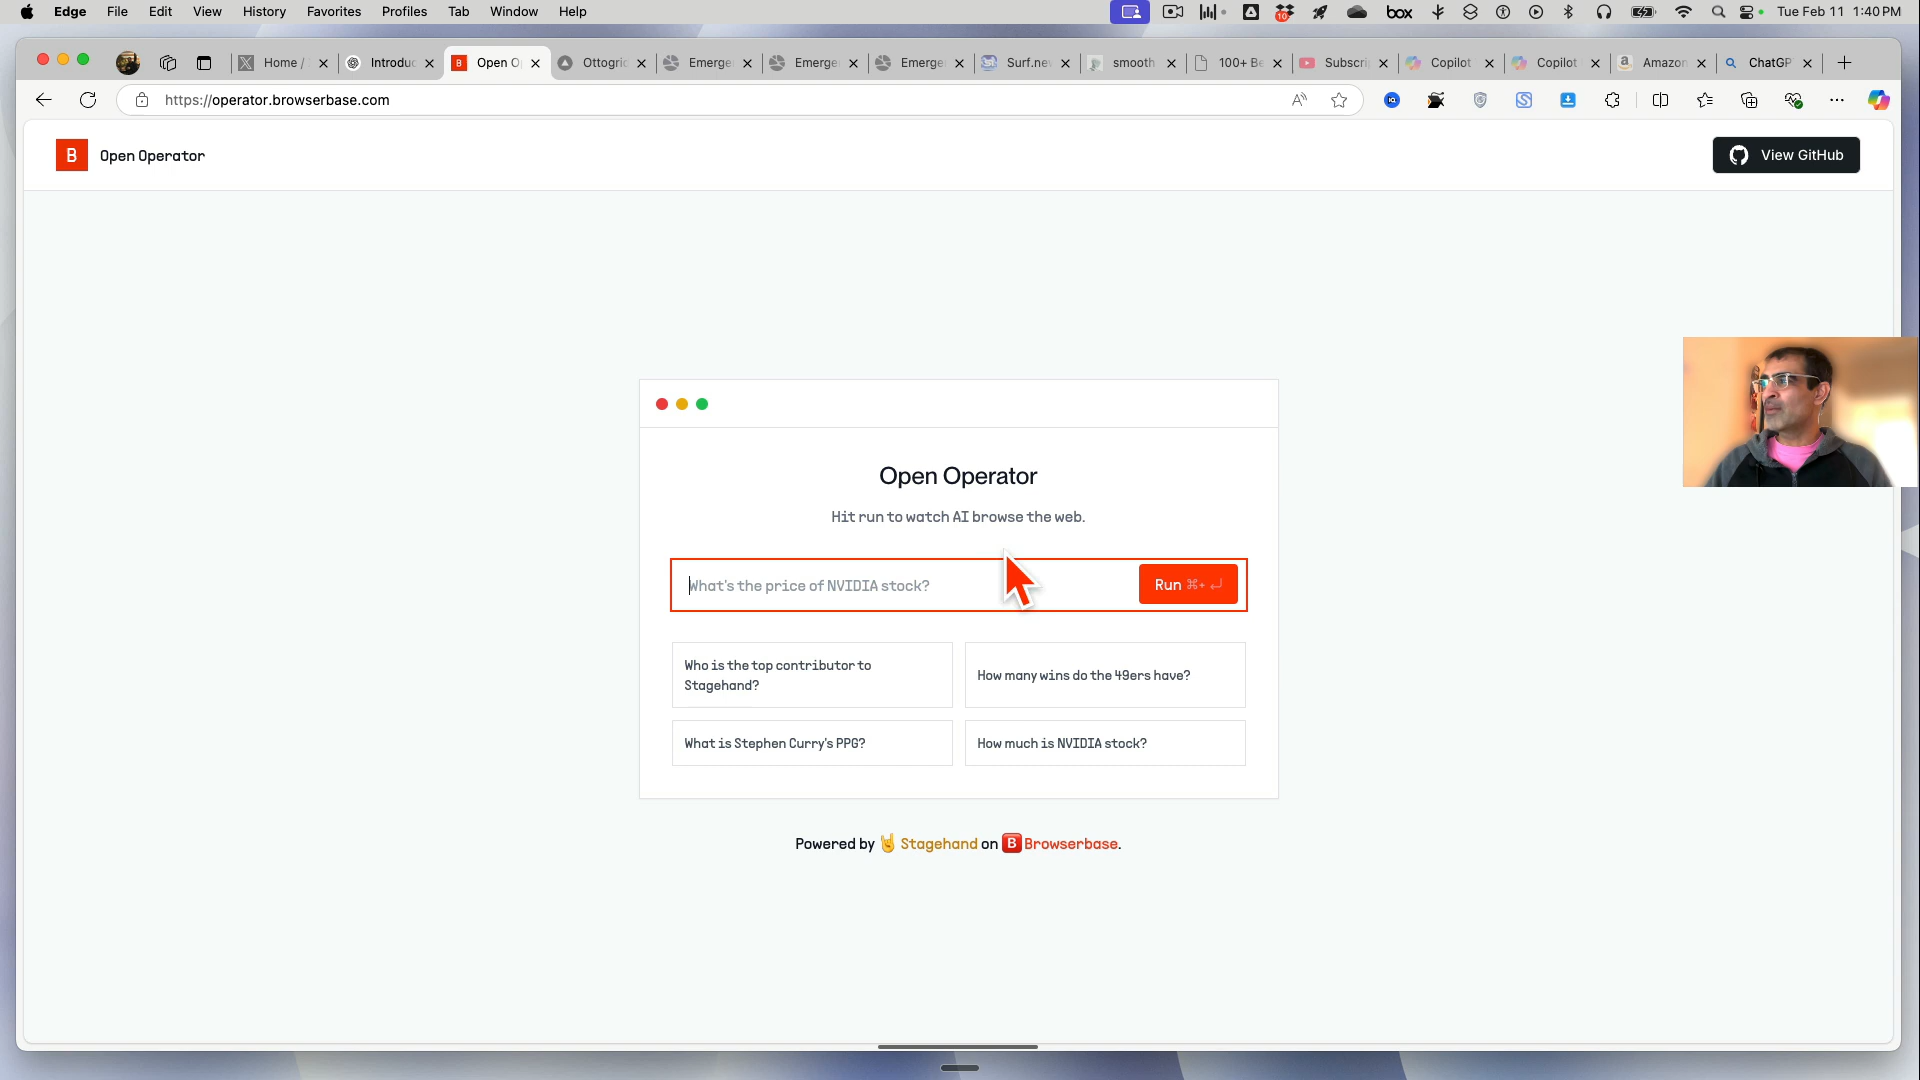 Edge File Edit View History Favorites Profiles Tab Window Help
10
box
Tue Feb 11 1:40 PM
Home /
Introduc
B Open O
Ottogric
Emerge
Emerge
Emerge
Surf.nev
smooth
100+ Be
Subscri
Copilot
Copilot
Amazon
ChatGP
https://operator.browserbase.com
B Open Operator
View GitHub
Open Operator
Hit run to watch AI browse the web.
What's the price of NVIDIA stock?
Run ⌘+
Who is the top contributor to
Stagehand?
How many wins do the 49ers have?
What is Stephen Curry's PPG?
How much is NVIDIA stock?
Powered by 🤘 Stagehand on B Browserbase.